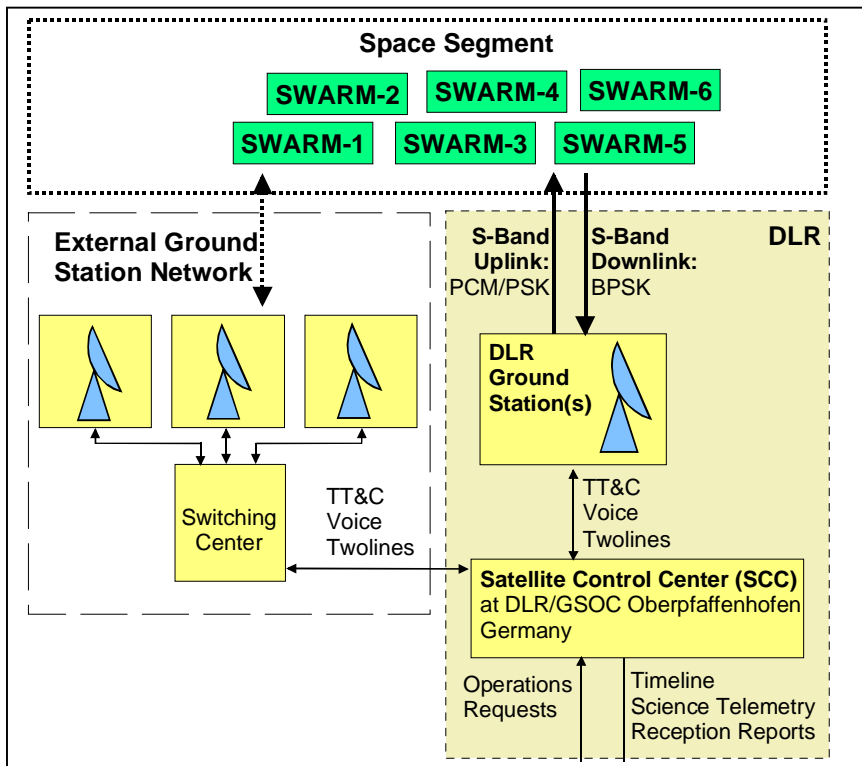 Space Segment
SWARM-2
SWARM-4
SWARM-6
SWARM-1
SWARM-3
SWARM-5
External Ground
Station Network
S-Band
Uplink:
PCM/PSK
S-Band
Downlink:
BPSK
DLR
DLR
Ground
Station(s)
Switching
Center
TT&C
Voice
Twolines
TT&C
Voice
Twolines
Satellite Control Center (SCC)
at DLR/GSOC Oberpfaffenhofen
Germany
Operations
Requests
Timeline
Science Telemetry
Reception Reports